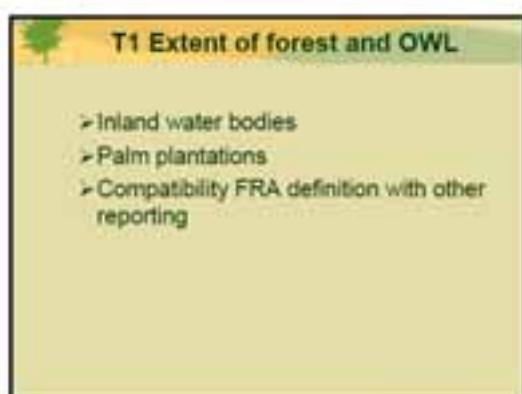 T1 Extent of forest and OWL
➢Inland water bodies
➢Palm plantations
➢Compatibility FRA definition with other
reporting